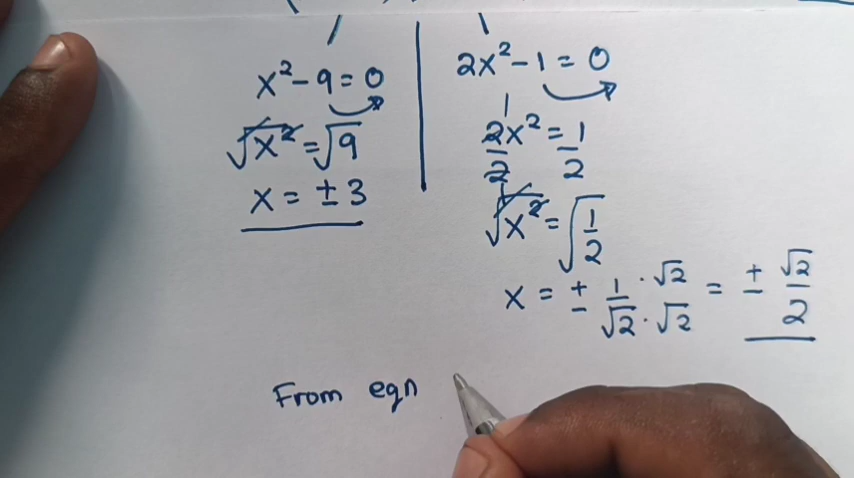 x² - 9 = 0
√x² = √9
x = ± 3
2x² - 1 = 0
1
2x²/2 = 1/2
√x² = √1/2
x = ± 1/√2 · √2/√2 = ± √2/2
From eqn